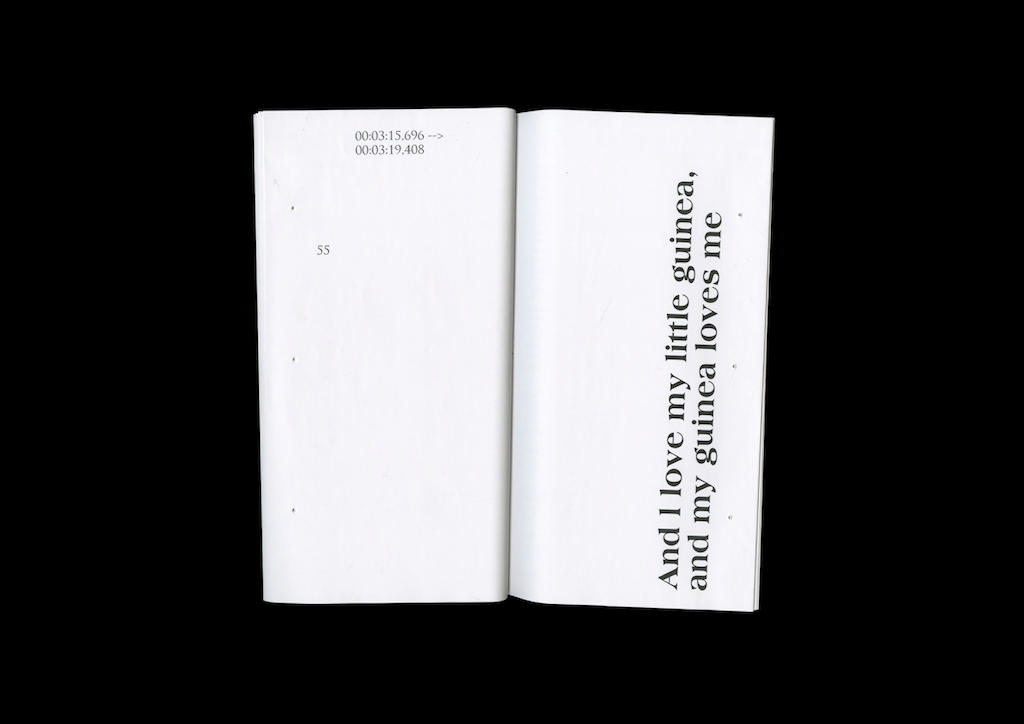 00:03:15.696 -->
00:03:19.408
55
And I love my little guinea,
and my guinea loves me